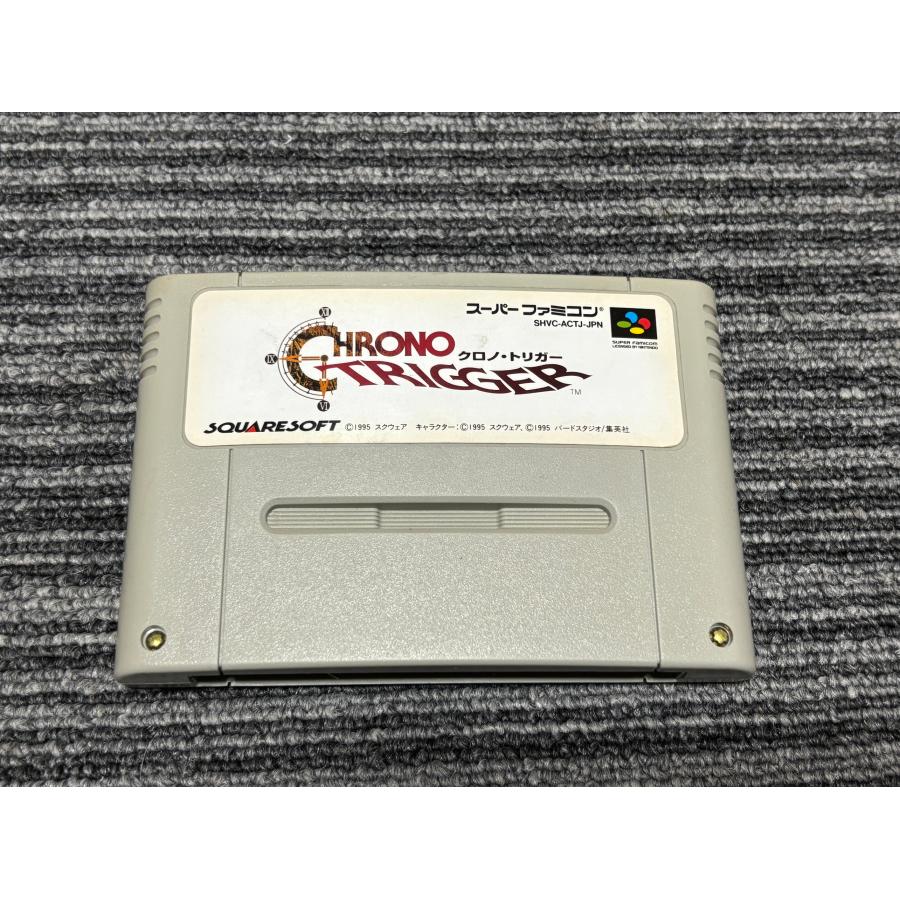 スーパーファミコン®
SHVC-ACTJ-JPN
SUPER FAMICOM
LICENSED BY NINTENDO
XII
IX
VI
CHRONO
クロノ・トリガー
TRIGGER
TM
SQUARESOFT
©1995 スクウェア キャラクター:©1995 スクウェア、©1995 バードスタジオ/集英社